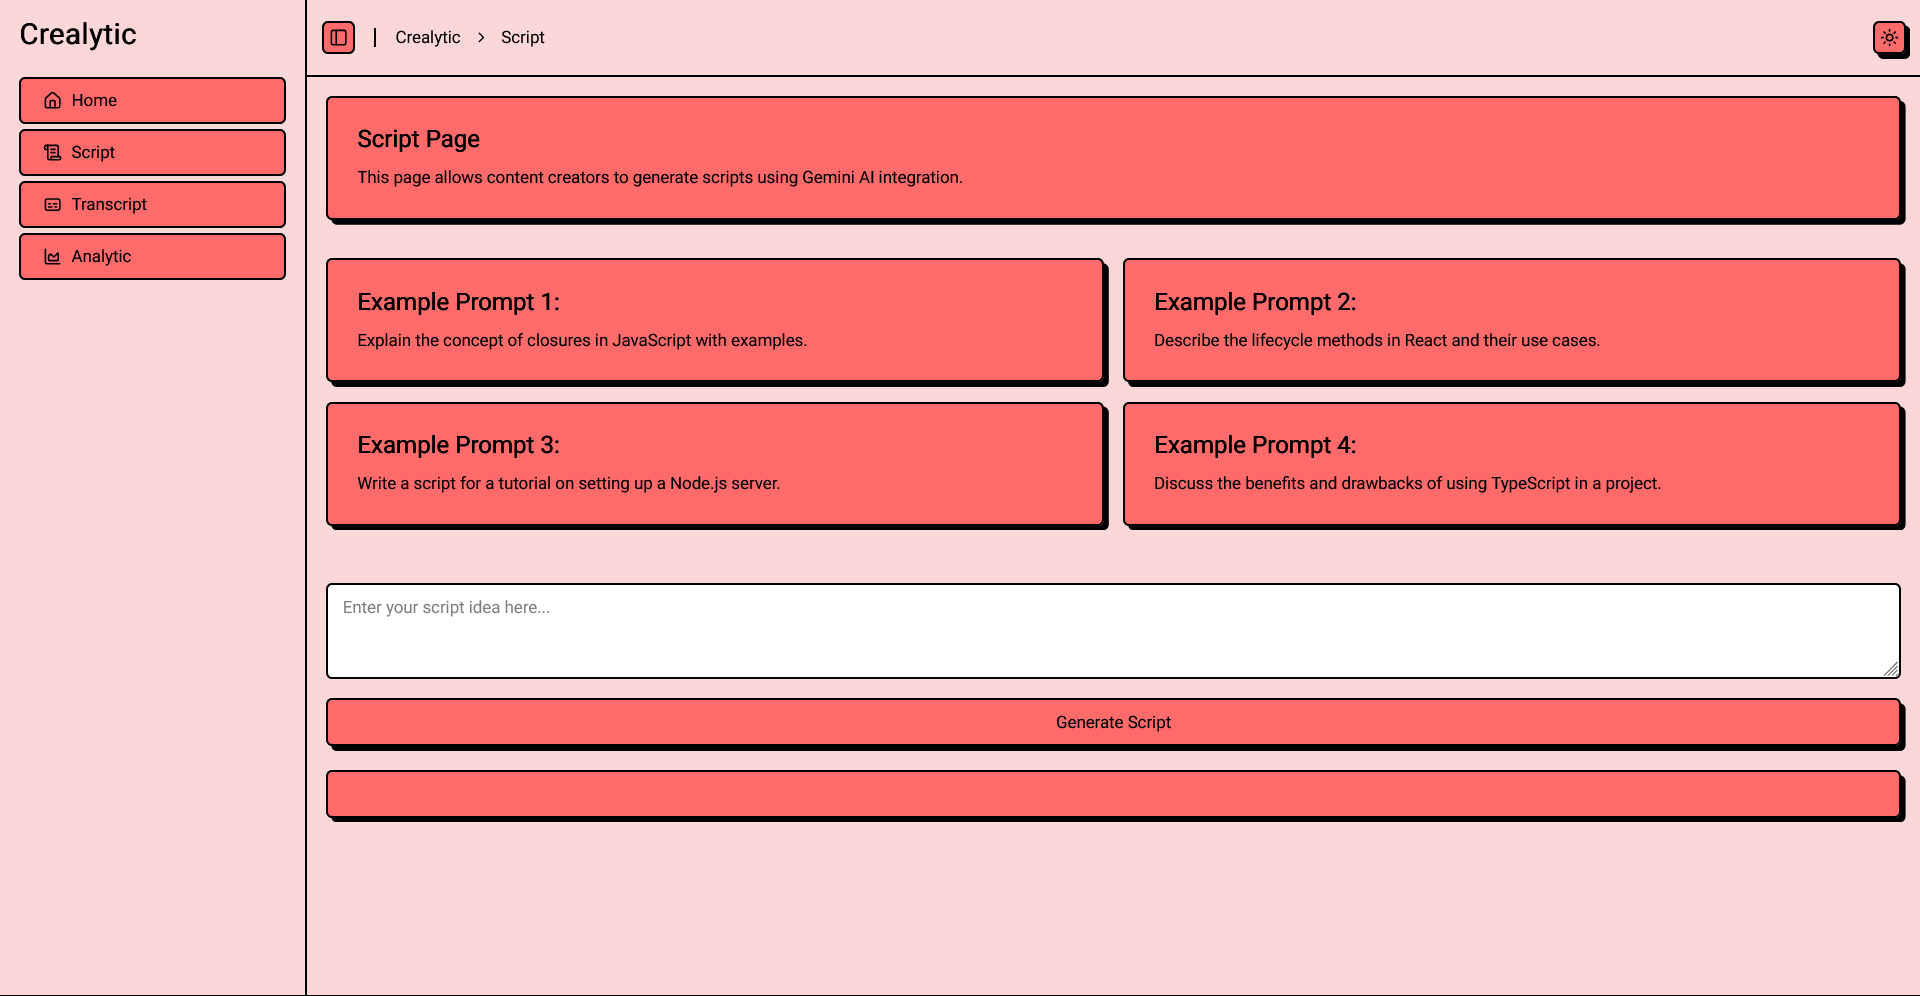 Crealytic
Home
Script
Transcript
Analytic
Crealytic > Script
Script Page
This page allows content creators to generate scripts using Gemini AI integration.
Example Prompt 1:
Explain the concept of closures in JavaScript with examples.
Example Prompt 2:
Describe the lifecycle methods in React and their use cases.
Example Prompt 3:
Write a script for a tutorial on setting up a Node.js server.
Example Prompt 4:
Discuss the benefits and drawbacks of using TypeScript in a project.
Enter your script idea here...
Generate Script